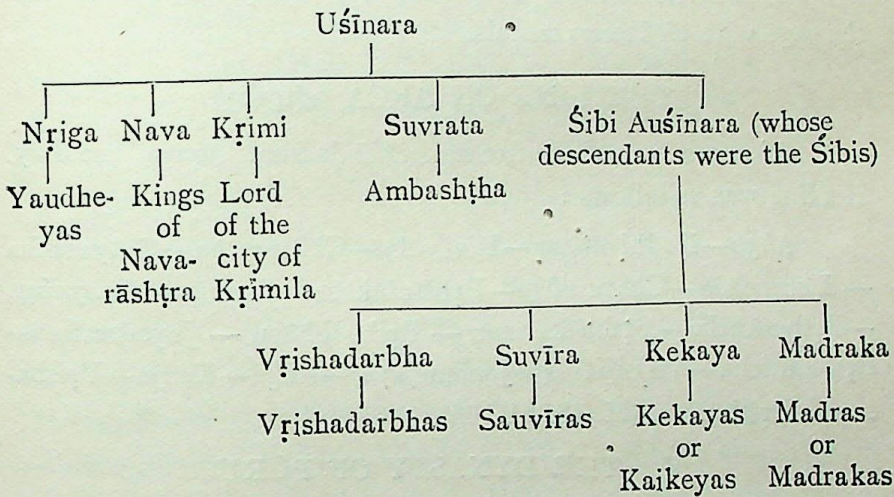 Uśīnara
Nṛiga Nava Kṛimi Suvrata Śibi Auśīnara (whose
descendants were the Śibis)
Yaudhe- Kings Lord Ambashṭha
yas of of the
Nava- city of
rāshṭra Kṛimila
Vṛishadarbha Suvīra Kekaya Madraka
Vṛishadarbhas Sauvīras Kekayas Madras
or or
Kaikeyas Madrakas